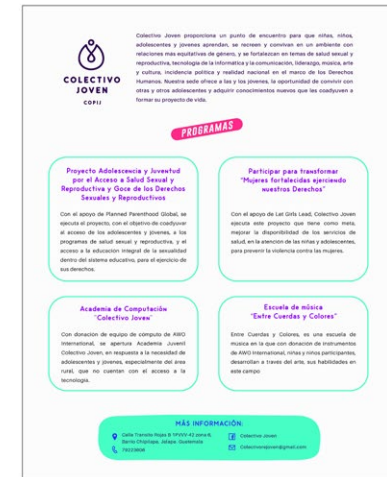 COLECTIVO
JOVEN
COPIJ
Colectivo Joven proporciona un punto de encuentro para que niñas, niños,
adolescentes y jovenes aprendan, se recreen y convivan en un ambiente con
relaciones más equitativas de género, y se fortalezcan en temas de salud sexual y
reproductiva, tecnología de la informatica y la comunicación, liderazgo, música, arte
y cultura, incidencia política y realidad nacional en el marco de los Derechos
Humanos. Nuestra sede ofrece a las y los jóvenes, la oportunidad de convivir con
otras y otros adolescentes y adquirir conocimientos nuevos que les coadyuven a
formar su proyecto de vida.
PROGRAMAS
Proyecto Adolescencia y Juventud
por el Acceso a Salud Sexual y
Reproductiva y Goce de los Derechos
Sexuales y Reproductivos
Con el apoyo de Planned Parenthood Global, se
ejecuta el proyecto, con el objetivo de coadyuvar
al acceso de los adolescentes y jóvenes, a los
programas de salud sexual y reproductiva, y el
acceso a la educación integral de la sexualidad
dentro del sistema educativo, para el ejercicio de
sus derechos.
Participar para transformar
"Mujeres fortalecidas ejerciendo
nuestros Derechos"
Con el apoyo de Let Girls Lead, Colectivo Joven
ejecuta este proyecto que tiene como meta,
mejorar la disponibilidad de los servicios de
salud, en la atención de las niñas y adolescentes,
para prevenir la violencia contra las mujeres.
Academia de Computación
"Colectivo Joven"
Con donacion de equipo de computo de AWO
International, se apertura Academia Juvenil
Colectivo Joven, en respuesta a la necesidad de
adolescentes y jóvenes, especialmente del area
rural, que no cuentan con el acceso a la
tecnología.
Escuela de música
"Entre Cuerdas y Colores"
Entre Cuerdas y Colores, es una escuela de
música en la que con donación de instrumentos
de AWO International, niñas y niños participantes,
desarrollan a través del arte, sus habilidades en
este campo
MÁS INFORMACIÓN:
Barrio Chipilapa, Jalapa, Guatemala
Colectivo Joven
Colectivorejoven@gmail.com